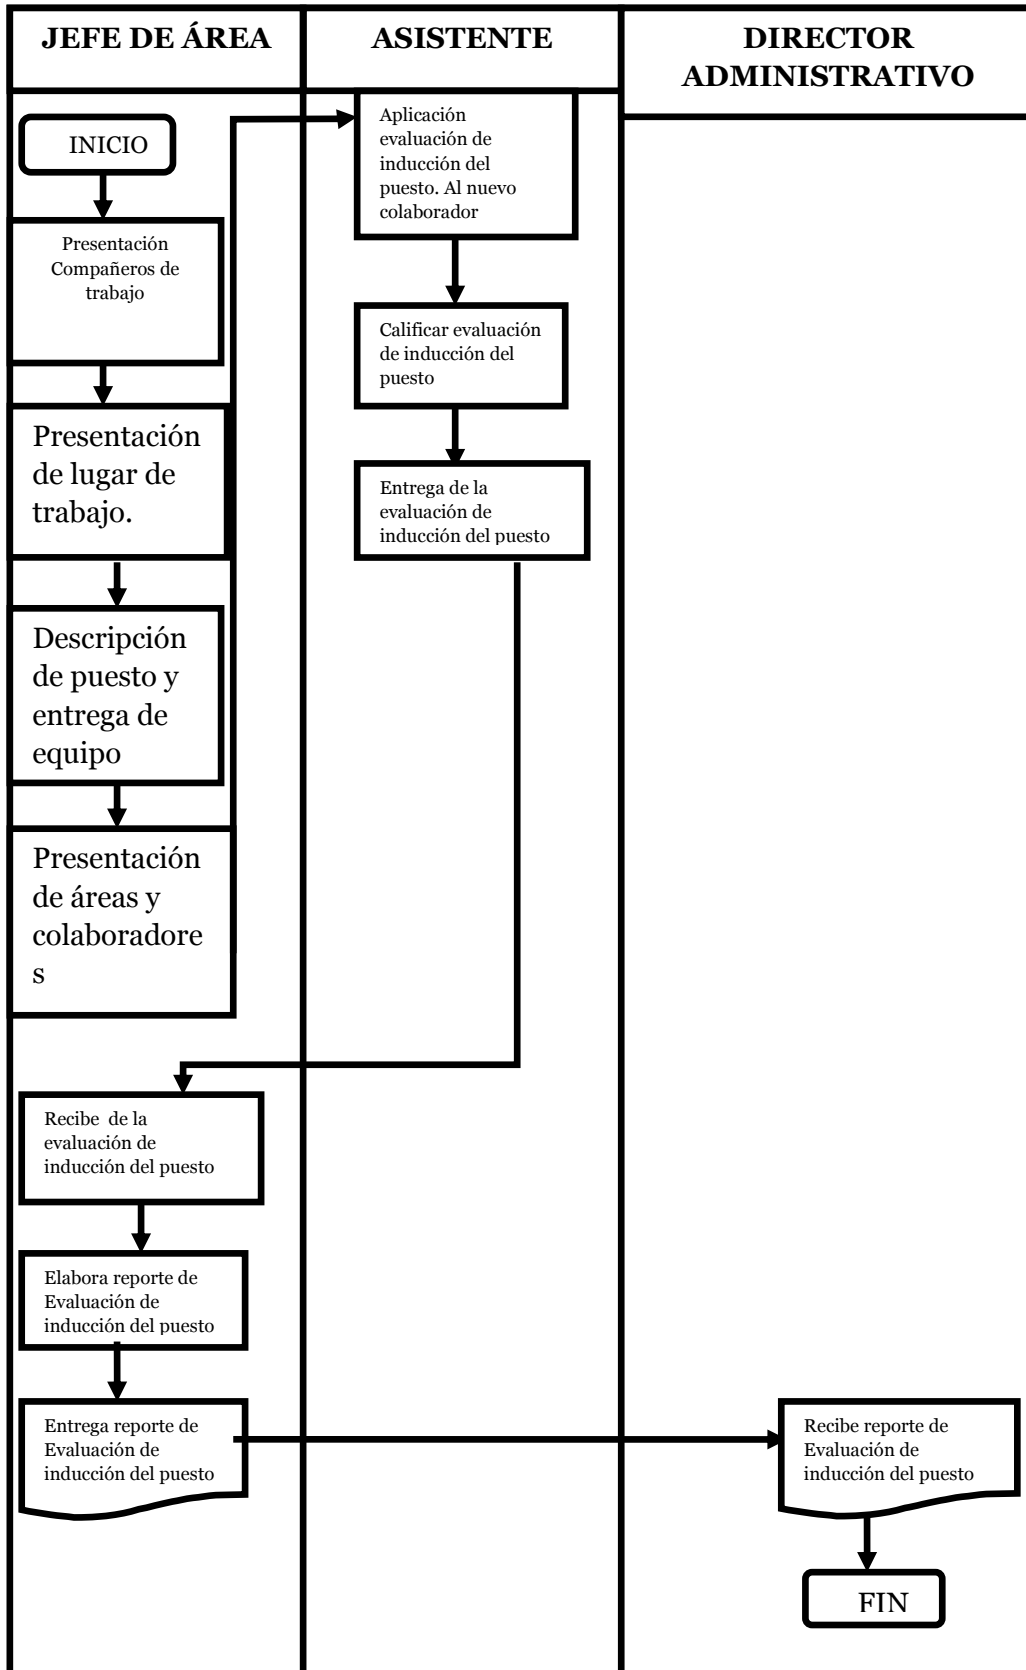 JEFE DE ÁREA
ASISTENTE
DIRECTOR
ADMINISTRATIVO
INICIO
Presentación
Compañeros de
trabajo
Presentación
de lugar de
trabajo.
Descripción
de puesto y
entrega de
equipo
Presentación
de áreas y
colaboradore
s
Aplicación
evaluación de
inducción del
puesto. Al nuevo
colaborador
Calificar evaluación
de inducción del
puesto
Entrega de la
evaluación de
inducción del puesto
Recibe  de la
evaluación de
inducción del puesto
Elabora reporte de
Evaluación de
inducción del puesto
Entrega reporte de
Evaluación de
inducción del puesto
Recibe reporte de
Evaluación de
inducción del puesto
FIN